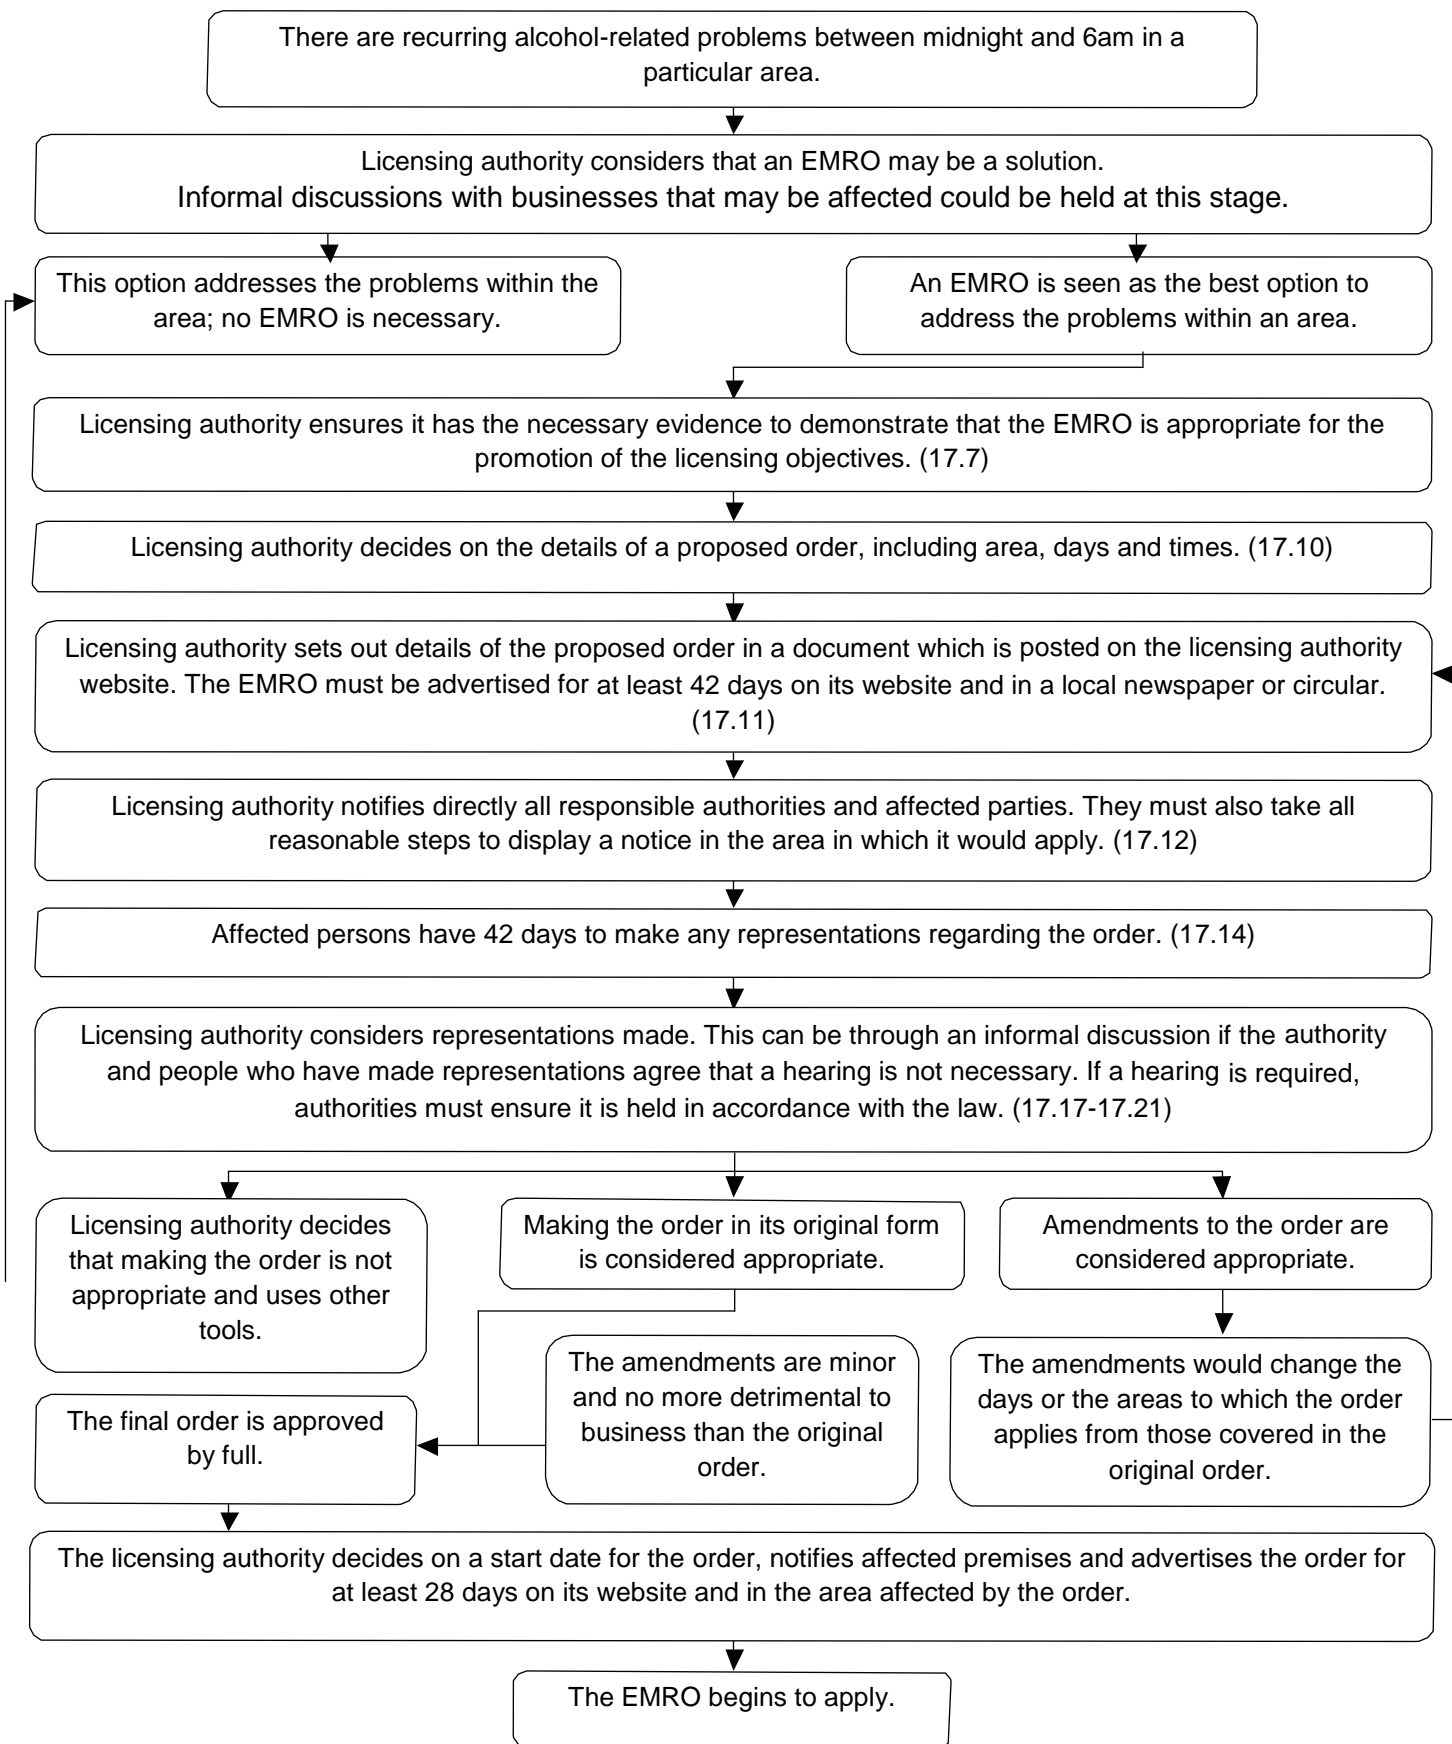 There are recurring alcohol-related problems between midnight and 6am in a
particular area.
Licensing authority considers that an EMRO may be a solution.
Informal discussions with businesses that may be affected could be held at this stage.
This option addresses the problems within the
area; no EMRO is necessary.
An EMRO is seen as the best option to
address the problems within an area.
Licensing authority ensures it has the necessary evidence to demonstrate that the EMRO is appropriate for the
promotion of the licensing objectives. (17.7)
Licensing authority decides on the details of a proposed order, including area, days and times. (17.10)
Licensing authority sets out details of the proposed order in a document which is posted on the licensing authority
website. The EMRO must be advertised for at least 42 days on its website and in a local newspaper or circular.
(17.11)
Licensing authority notifies directly all responsible authorities and affected parties. They must also take all
reasonable steps to display a notice in the area in which it would apply. (17.12)
Affected persons have 42 days to make any representations regarding the order. (17.14)
Licensing authority considers representations made. This can be through an informal discussion if the authority
and people who have made representations agree that a hearing is not necessary. If a hearing is required,
authorities must ensure it is held in accordance with the law. (17.17-17.21)
Licensing authority decides
that making the order is not
appropriate and uses other
tools.
Making the order in its original form
is considered appropriate.
Amendments to the order are
considered appropriate.
The amendments are minor
and no more detrimental to
business than the original
order.
The amendments would change the
days or the areas to which the order
applies from those covered in the
original order.
The final order is approved
by full.
The licensing authority decides on a start date for the order, notifies affected premises and advertises the order for
at least 28 days on its website and in the area affected by the order.
The EMRO begins to apply.